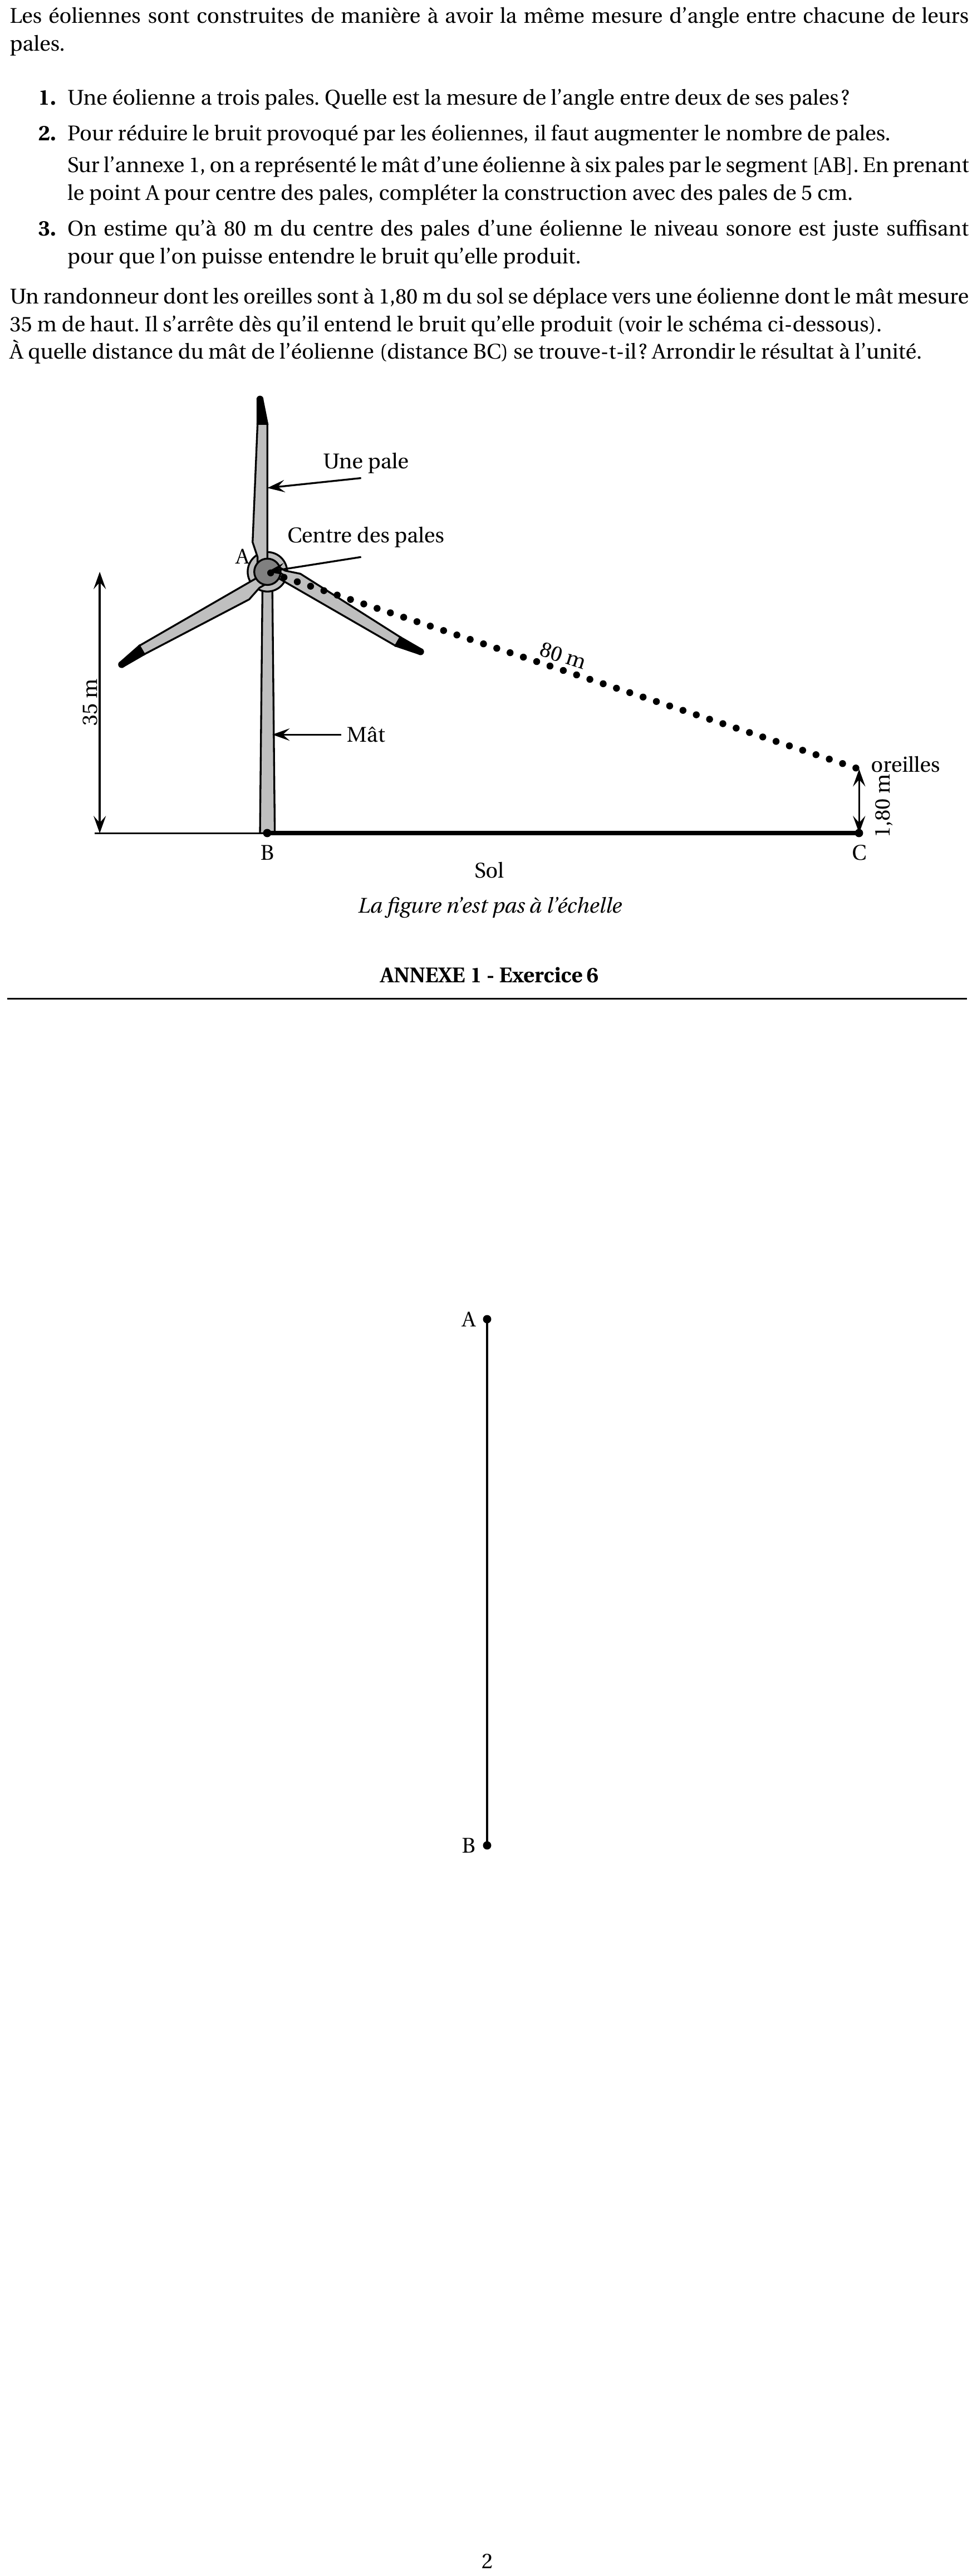 Les éoliennes sont construites de manière à avoir la même mesure d’angle entre chacune de leurs
pales.
1. Une éolienne a trois pales. Quelle est la mesure de l’angle entre deux de ses pales ?
2. Pour réduire le bruit provoqué par les éoliennes, il faut augmenter le nombre de pales.
Sur l’annexe 1, on a représenté le mât d’une éolienne à six pales par le segment [AB]. En prenant
le point A pour centre des pales, compléter la construction avec des pales de 5 cm.
3. On estime qu’à 80 m du centre des pales d’une éolienne le niveau sonore est juste suffisant
pour que l’on puisse entendre le bruit qu’elle produit.
Un randonneur dont les oreilles sont à 1,80 m du sol se déplace vers une éolienne dont le mât mesure
35 m de haut. Il s’arrête dès qu’il entend le bruit qu’elle produit (voir le schéma ci-dessous).
À quelle distance du mât de l’éolienne (distance BC) se trouve-t-il ? Arrondir le résultat à l’unité.
Une pale
Centre des pales
A
80 m
35 m
Mât
oreilles
1,80 m
B
C
Sol
La figure n’est pas à l’échelle
ANNEXE 1 - Exercice 6
A
B
2